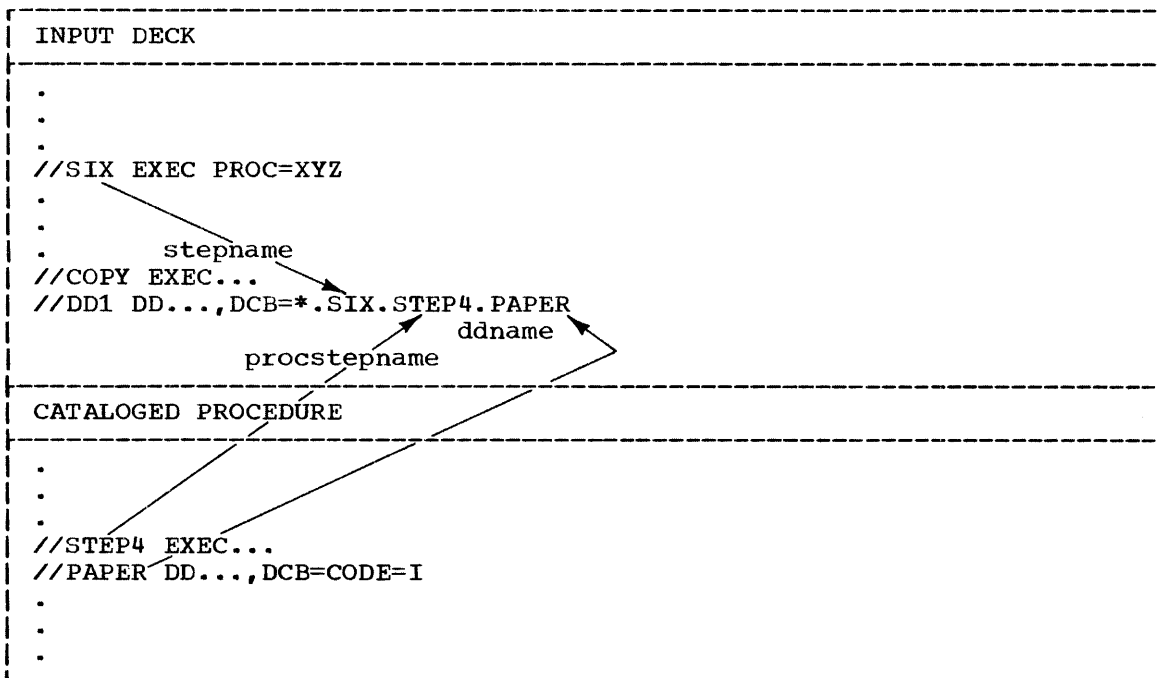 INPUT DECK
.
.
.
//SIX EXEC PROC=XYZ
.
.
. stepname
//COPY EXEC...
//DD1 DD...,DCB=*.SIX.STEP4.PAPER
ddname
procstepname
CATALOGED PROCEDURE
.
.
.
//STEP4 EXEC...
//PAPER DD...,DCB=CODE=I
.
.
.